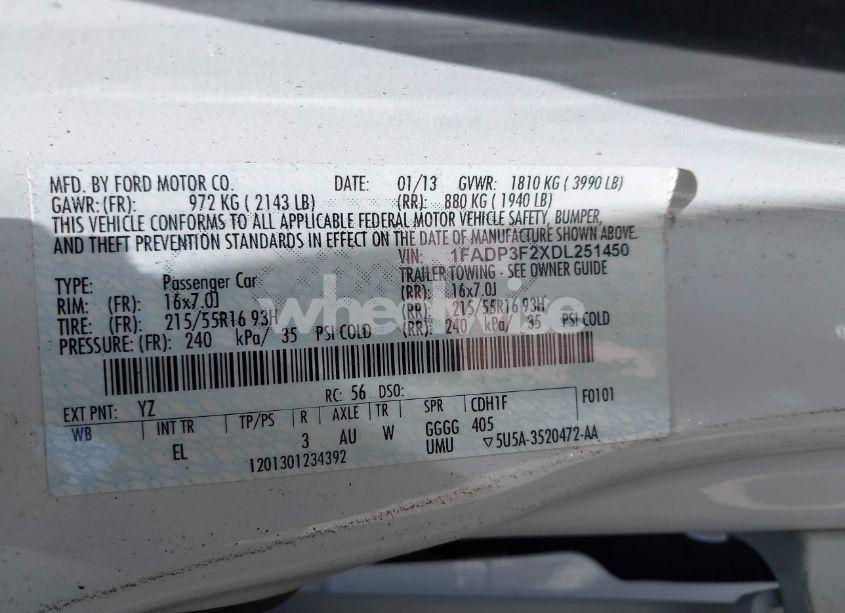 MFD. BY FORD MOTOR CO. DATE: 01/13 GVWR: 1810 KG ( 3990 LB)
GAWR: (FR): 972 KG ( 2143 LB) (RR): 880 KG ( 1940 LB)
THIS VEHICLE CONFORMS TO ALL APPLICABLE FEDERAL MOTOR VEHICLE SAFETY, BUMPER,
AND THEFT PREVENTION STANDARDS IN EFFECT ON THE DATE OF MANUFACTURE SHOWN ABOVE.
VIN: 1FADP3F2XDL251450
TYPE: Passenger Car TRAILER TOWING - SEE OWNER GUIDE
RIM: (FR): 16x7.0J (RR): 16x7.0J
TIRE: (FR): 215/55R16 93H (RR): 215/55R16 93H
PRESSURE: (FR): 240 kPa/ 35 PSI COLD (RR): 240 kPa/ 35 PSI COLD
RC: 56 DSO:
EXT PNT: YZ F0101
WB INT TR TP/PS R AXLE TR SPR CDH1F
EL 3 AU W GGGG 405
1201301234392 UMU 5U5A-3520472-AA